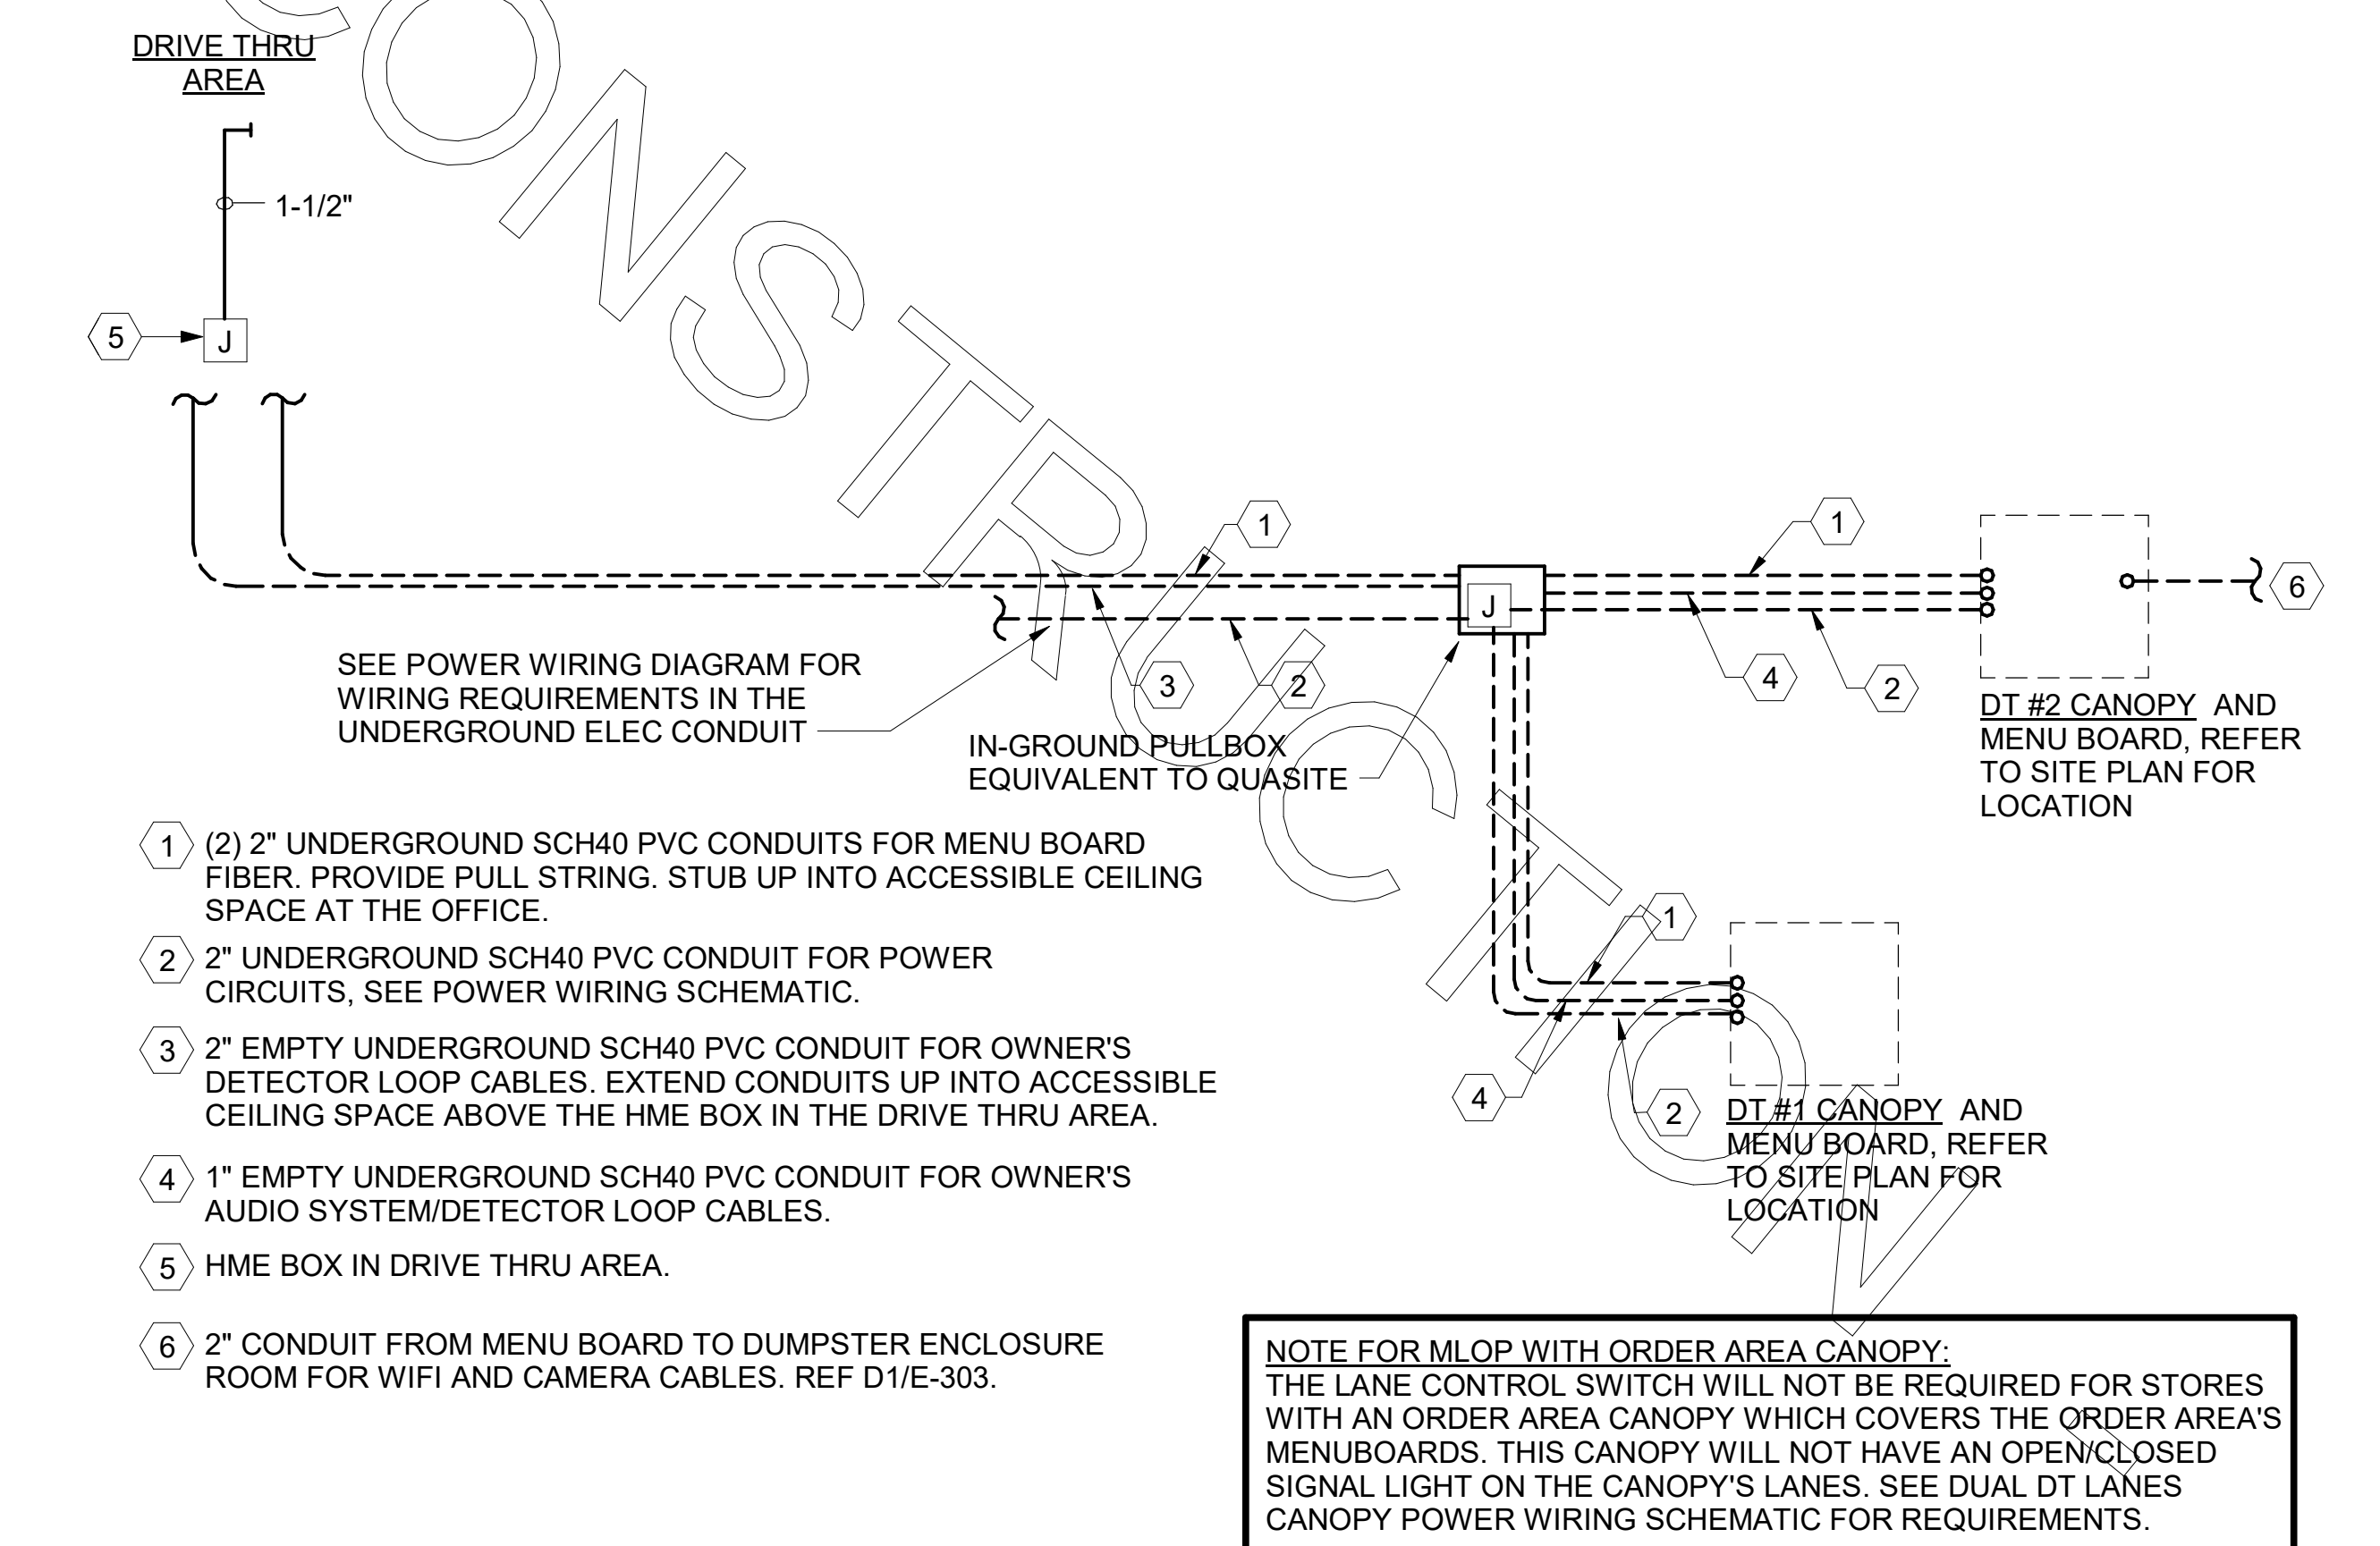 DRIVE THRU
AREA
1-1/2"
5
J
1
1
6
J
3
2
4
2
SEE POWER WIRING DIAGRAM FOR
WIRING REQUIREMENTS IN THE
UNDERGROUND ELEC CONDUIT
IN-GROUND PULLBOX
EQUIVALENT TO QUASITE
DT #2 CANOPY AND
MENU BOARD, REFER
TO SITE PLAN FOR
LOCATION
1
4
2
DT #1 CANOPY AND
MENU BOARD, REFER
TO SITE PLAN FOR
LOCATION
1 (2) 2" UNDERGROUND SCH40 PVC CONDUITS FOR MENU BOARD
FIBER. PROVIDE PULL STRING. STUB UP INTO ACCESSIBLE CEILING
SPACE AT THE OFFICE.
2 2" UNDERGROUND SCH40 PVC CONDUIT FOR POWER
CIRCUITS, SEE POWER WIRING SCHEMATIC.
3 2" EMPTY UNDERGROUND SCH40 PVC CONDUIT FOR OWNER'S
DETECTOR LOOP CABLES. EXTEND CONDUITS UP INTO ACCESSIBLE
CEILING SPACE ABOVE THE HME BOX IN THE DRIVE THRU AREA.
4 1" EMPTY UNDERGROUND SCH40 PVC CONDUIT FOR OWNER'S
AUDIO SYSTEM/DETECTOR LOOP CABLES.
5 HME BOX IN DRIVE THRU AREA.
6 2" CONDUIT FROM MENU BOARD TO DUMPSTER ENCLOSURE
ROOM FOR WIFI AND CAMERA CABLES. REF D1/E-303.
NOTE FOR MLOP WITH ORDER AREA CANOPY:
THE LANE CONTROL SWITCH WILL NOT BE REQUIRED FOR STORES
WITH AN ORDER AREA CANOPY WHICH COVERS THE ORDER AREA'S
MENUBOARDS. THIS CANOPY WILL NOT HAVE AN OPEN/CLOSED
SIGNAL LIGHT ON THE CANOPY'S LANES. SEE DUAL DT LANES
CANOPY POWER WIRING SCHEMATIC FOR REQUIREMENTS.
CONSTRUCTION